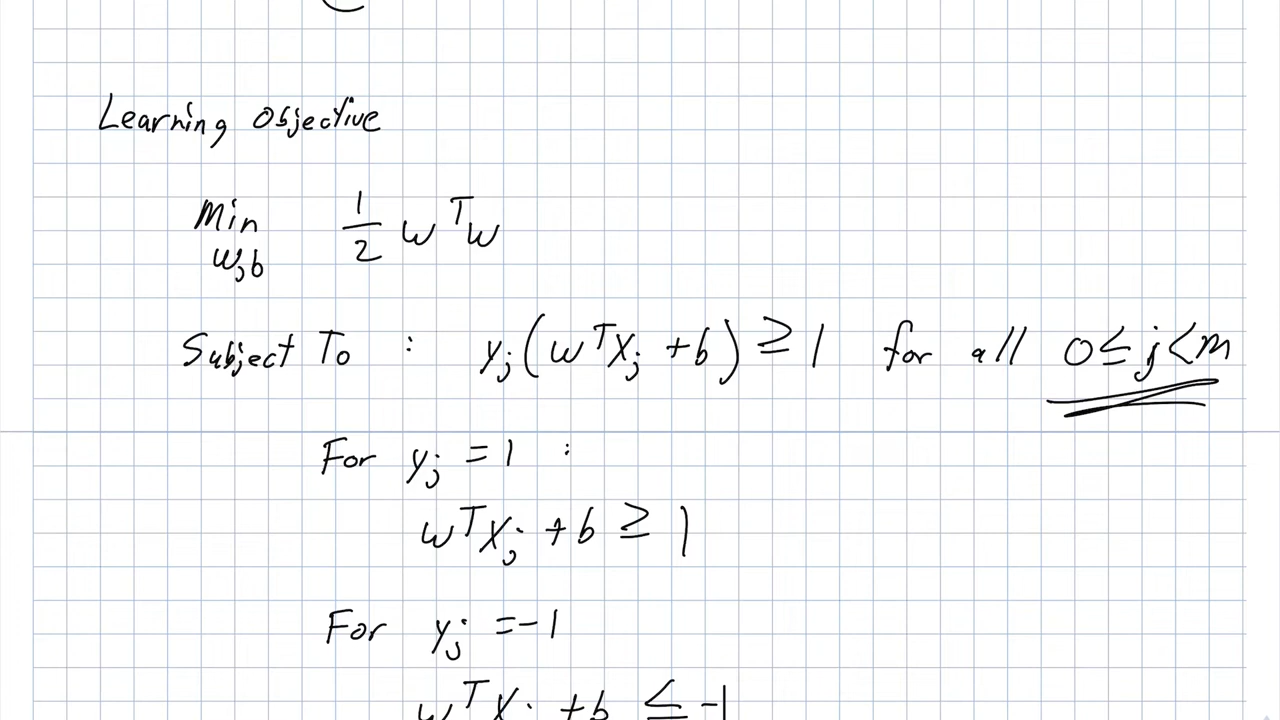 Learning Objective
Min 1/2 w^T w
w,b
Subject To : y_j(w^T x_j + b) ≥ 1 for all 0 ≤ j < m
For y_j = 1 :
w^T x_j + b ≥ 1
For y_j = -1
w^T x_j + b ≤ -1